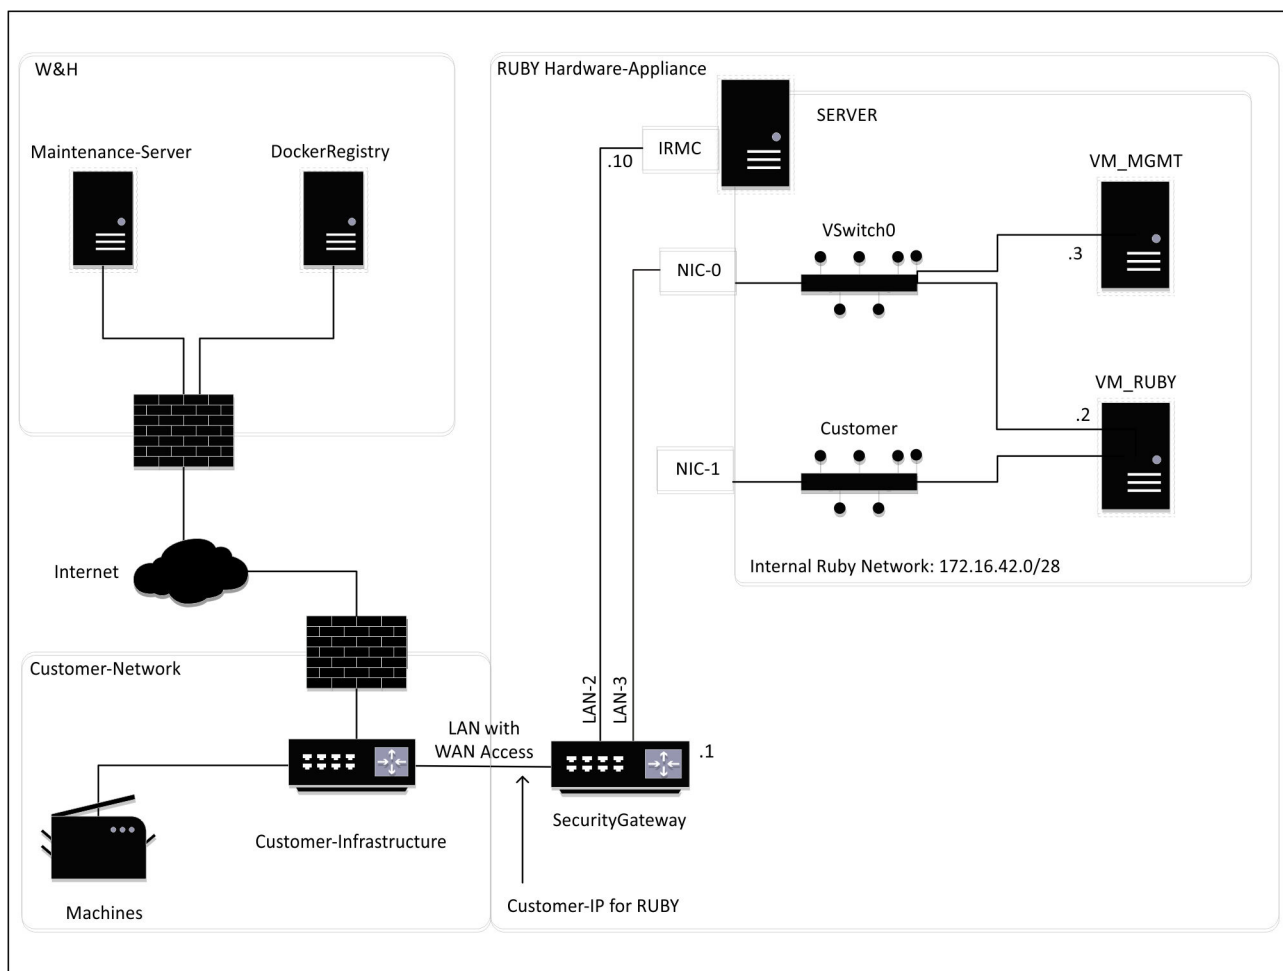 W&H
Maintenance-Server
DockerRegistry
Internet
Customer-Network
Machines
Customer-Infrastructure
LAN with
WAN Access
Customer-IP for RUBY
RUBY Hardware-Appliance
SERVER
IRMC
.10
VM_MGMT
.3
VSwitch0
NIC-0
VM_RUBY
.2
Customer
NIC-1
Internal Ruby Network: 172.16.42.0/28
LAN-2
LAN-3
.1
SecurityGateway